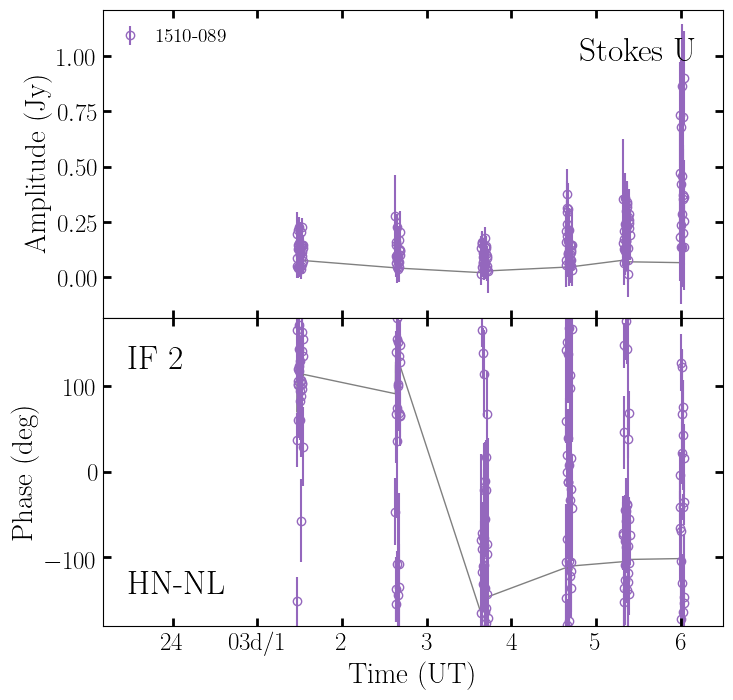 1510-089
Stokes U
1.00
0.75
0.50
0.25
0.00
Amplitude (Jy)
IF 2
100
0
−100
Phase (deg)
HN-NL
24 03d/1 2 3 4 5 6
Time (UT)